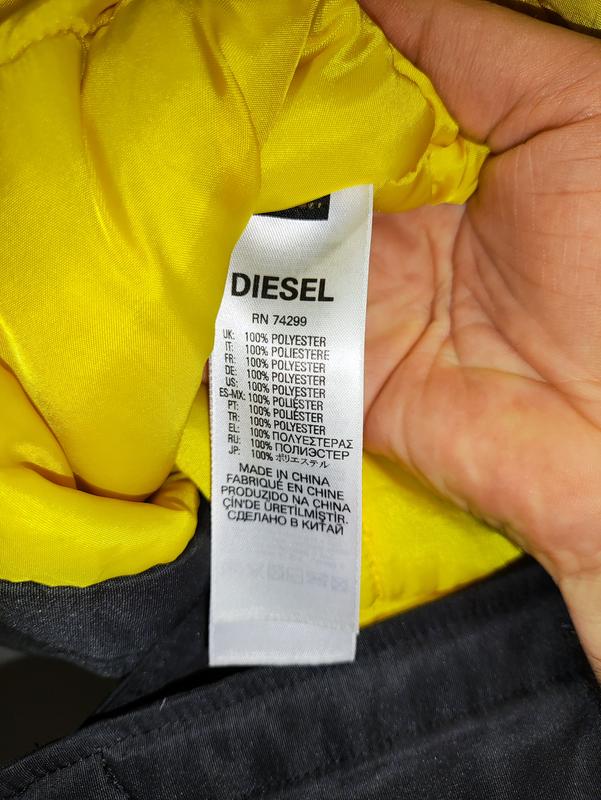 DIESEL
RN 74299
UK: 100% POLYESTER
IT: 100% POLIESTERE
FR: 100% POLYESTER
DE: 100% POLYESTER
US: 100% POLYESTER
ES-MX: 100% POLIÉSTER
PT: 100% POLIÉSTER
TR: 100% POLYESTER
EL: 100% ΠΟΛΥΕΣΤΕΡΑΣ
RU: 100% ПОЛИЭСТЕР
JP: 100% ポリエステル
MADE IN CHINA
FABRIQUÉ EN CHINE
PRODUZIDO NA CHINA
ÇİN'DE ÜRETİLMİŞTİR.
СДЕЛАНО В КИТАЙ